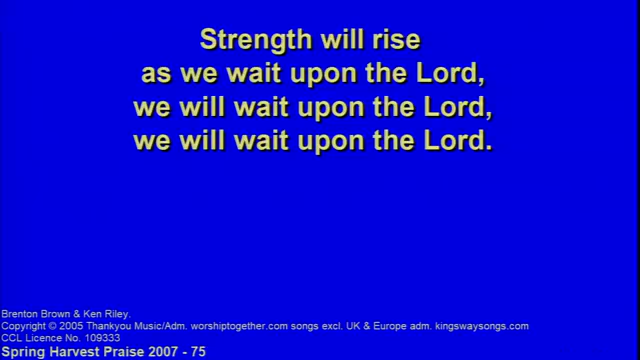 Strength will rise
as we wait upon the Lord,
we will wait upon the Lord,
we will wait upon the Lord.
Brenton Brown & Ken Riley.
Copyright © 2005 Thankyou Music/Adm. worshiptogether.com songs excl. UK & Europe adm. kingswaysongs.com
CCL Licence No. 109333
Spring Harvest Praise 2007 - 75